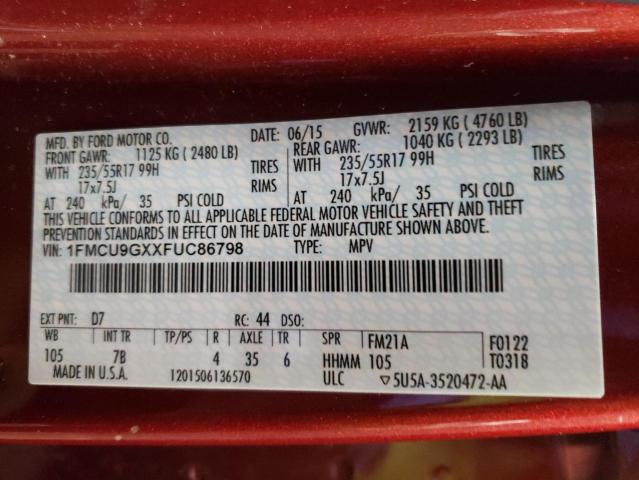 MFD. BY FORD MOTOR CO. DATE: 06/15 GVWR: 2159 KG ( 4760 LB)
FRONT GAWR: 1125 KG ( 2480 LB) REAR GAWR: 1040 KG ( 2293 LB)
WITH 235/55R17 99H TIRES WITH 235/55R17 99H TIRES
17x7.5J RIMS 17x7.5J RIMS
AT 240 kPa/ 35 PSI COLD AT 240 kPa/ 35 PSI COLD
THIS VEHICLE CONFORMS TO ALL APPLICABLE FEDERAL MOTOR VEHICLE SAFETY AND THEFT
PREVENTION STANDARDS IN EFFECT ON THE DATE OF MANUFACTURE SHOWN ABOVE.
VIN: 1FMCU9GXXFUC86798 TYPE: MPV
EXT PNT: D7 RC: 44 DSO:
WB INT TR TP/PS R AXLE TR SPR FM21A F0122
105 7B 4 35 6 HHMM 105 T0318
MADE IN U.S.A. 1201506136570 ULC 5U5A-3520472-AA